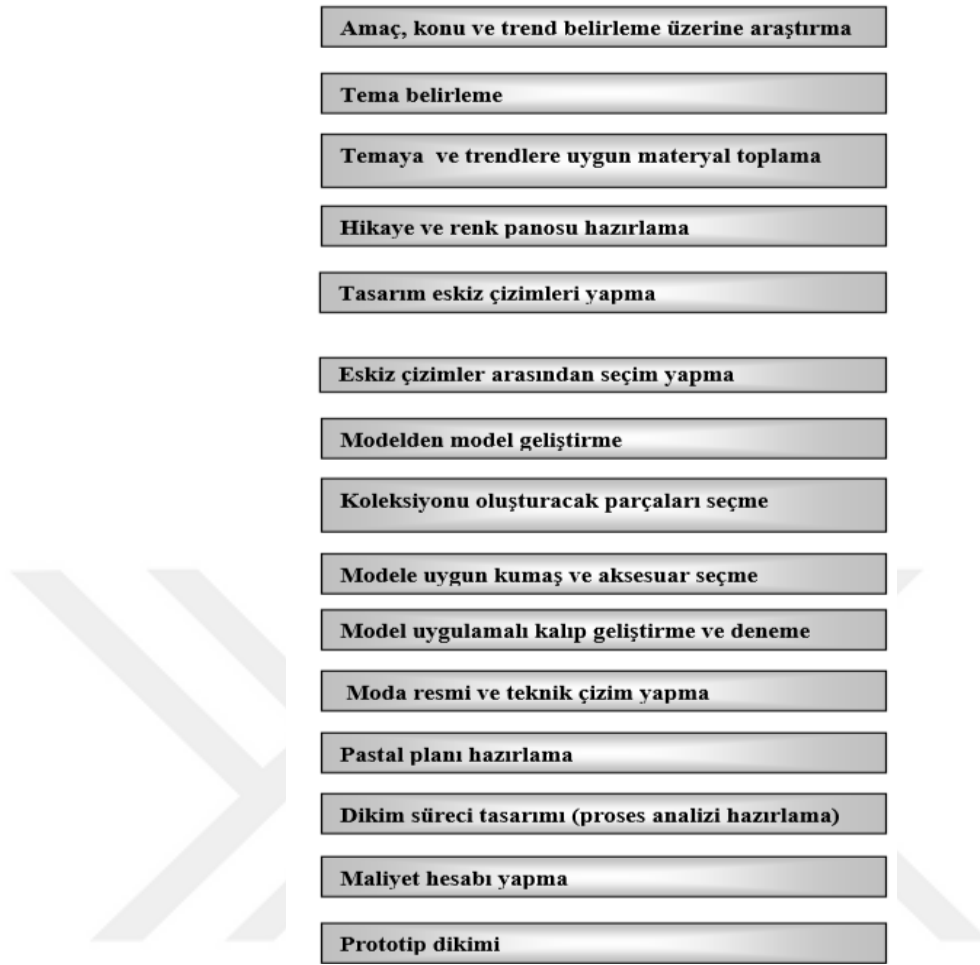 Amaç, konu ve trend belirleme üzerine araştırma
Tema belirleme
Temaya ve trendlere uygun materyal toplama
Hikaye ve renk panosu hazırlama
Tasarım eskiz çizimleri yapma
Eskiz çizimler arasından seçim yapma
Modelden model geliştirme
Koleksiyonu oluşturacak parçaları seçme
Modele uygun kumaş ve aksesuar seçme
Model uygulamalı kalıp geliştirme ve deneme
Moda resmi ve teknik çizim yapma
Pastal planı hazırlama
Dikim süreci tasarımı (proses analizi hazırlama)
Maliyet hesabı yapma
Prototip dikimi